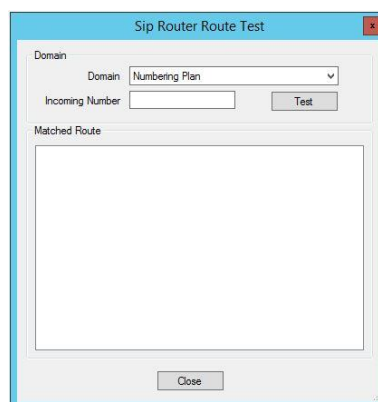 Sip Router Route Test
x
Domain
Domain Numbering Plan
Incoming Number Test
Matched Route
Close